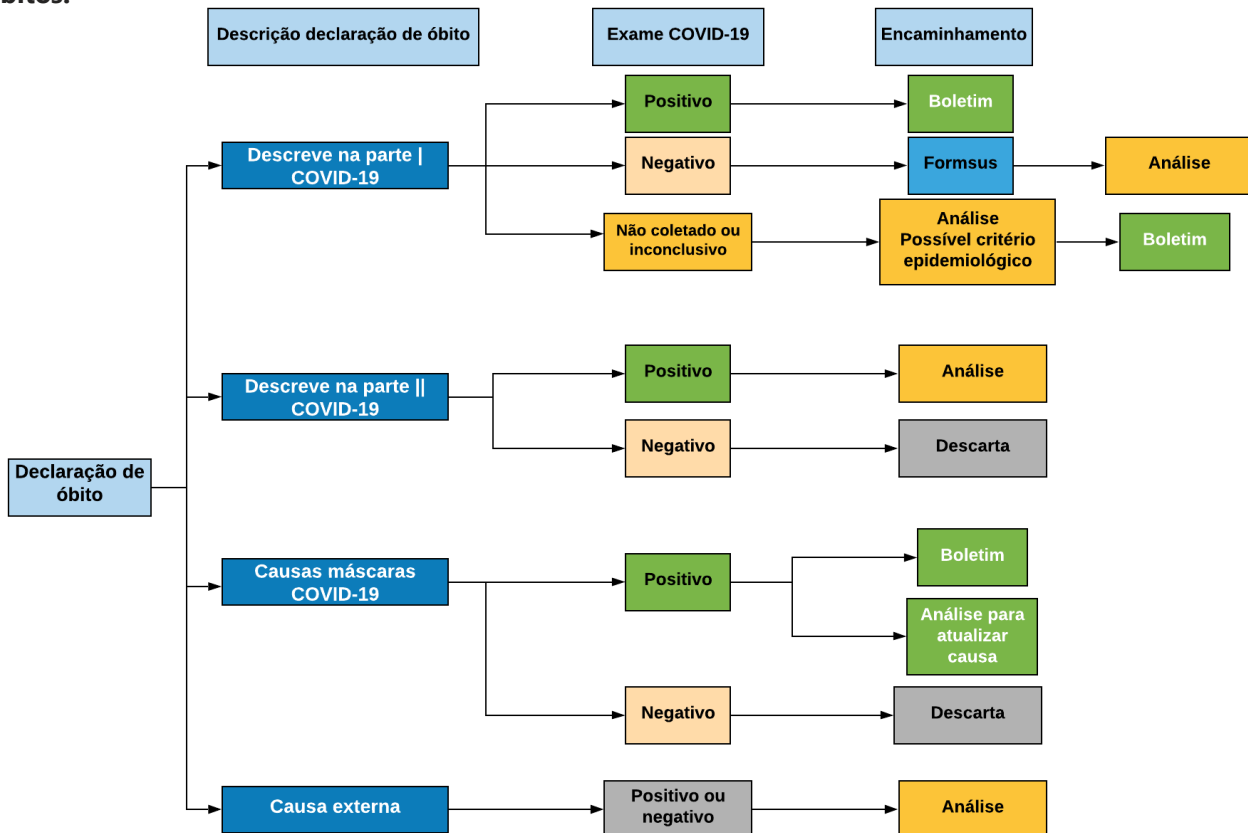 bitos.
Descrição declaração de óbito
Exame COVID-19
Encaminhamento
Positivo
Boletim
Descreve na parte |
COVID-19
Negativo
Formsus
Análise
Não coletado ou
inconclusivo
Análise
Possível critério
epidemiológico
Boletim
Descreve na parte ||
COVID-19
Positivo
Análise
Negativo
Descarta
Declaração de
óbito
Causas máscaras
COVID-19
Positivo
Boletim
Análise para
atualizar
causa
Negativo
Descarta
Causa externa
Positivo ou
negativo
Análise